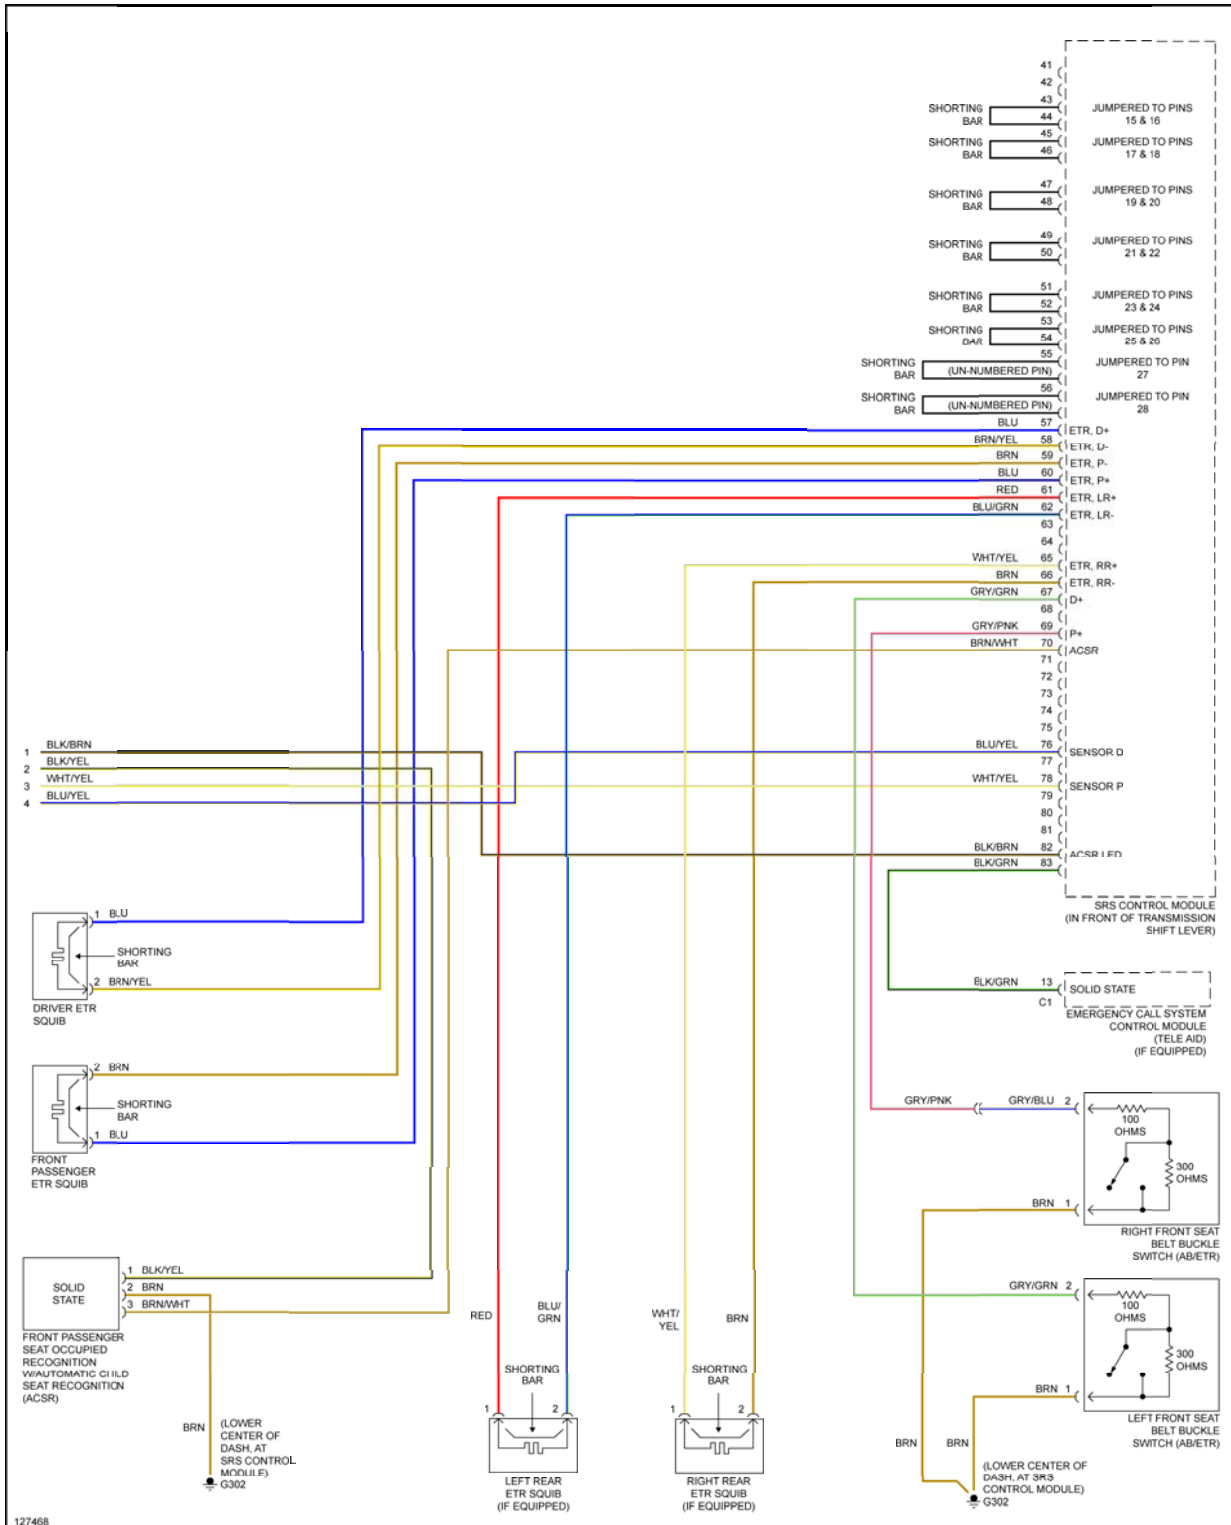 41
42
43
SHORTING BAR
44
JUMPERED TO PINS 15 & 16
45
SHORTING BAR
46
JUMPERED TO PINS 17 & 18
47
SHORTING BAR
48
JUMPERED TO PINS 19 & 20
49
SHORTING BAR
50
JUMPERED TO PINS 21 & 22
51
SHORTING BAR
52
JUMPERED TO PINS 23 & 24
53
SHORTING BAR
54
JUMPERED TO PINS 25 & 26
55
SHORTING BAR
(UN-NUMBERED PIN)
JUMPERED TO PIN 27
56
SHORTING BAR
(UN-NUMBERED PIN)
JUMPERED TO PIN 28
BLU 57 ETR, D+
BRN/YEL 58 ETR, D-
BRN 59 ETR, P-
BLU 60 ETR, P+
RED 61 ETR, LR+
BLU/GRN 62 ETR, LR-
63
64
WHT/YEL 65 ETR, RR+
BRN 66 ETR, RR-
GRY/GRN 67 D+
68
GRY/PNK 69 P+
BRN/WHT 70 ACSR
71
72
73
74
75
BLU/YEL 76 SENSOR D
77
WHT/YEL 78 SENSOR P
79
80
81
BLK/BRN 82 ACSR LED
BLK/GRN 83
SRS CONTROL MODULE
(IN FRONT OF TRANSMISSION
SHIFT LEVER)
1 BLK/BRN
2 BLK/YEL
3 WHT/YEL
4 BLU/YEL
1 BLU
SHORTING
BAR
2 BRN/YEL
DRIVER ETR
SQUIB
BLK/GRN 13 SOLID STATE
C1
EMERGENCY CALL SYSTEM
CONTROL MODULE
(TELE AID)
(IF EQUIPPED)
2 BRN
SHORTING
BAR
1 BLU
FRONT
PASSENGER
ETR SQUIB
GRY/PNK GRY/BLU 2
100
OHMS
300
OHMS
BRN 1
RIGHT FRONT SEAT
BELT BUCKLE
SWITCH (AB/ETR)
SOLID
STATE
1 BLK/YEL
2 BRN
3 BRN/WHT
FRONT PASSENGER
SEAT OCCUPIED
RECOGNITION
W/AUTOMATIC CHILD
SEAT RECOGNITION
(ACSR)
BRN
(LOWER
CENTER OF
DASH, AT
SRS CONTROL
MODULE)
G302
RED
BLU/
GRN
SHORTING
BAR
1 2
LEFT REAR
ETR SQUIB
(IF EQUIPPED)
WHT/
YEL
BRN
SHORTING
BAR
1 2
RIGHT REAR
ETR SQUIB
(IF EQUIPPED)
GRY/GRN 2
100
OHMS
300
OHMS
BRN 1
LEFT FRONT SEAT
BELT BUCKLE
SWITCH (AB/ETR)
BRN BRN
(LOWER CENTER OF
DASH, AT SRS
CONTROL MODULE)
G302
127468